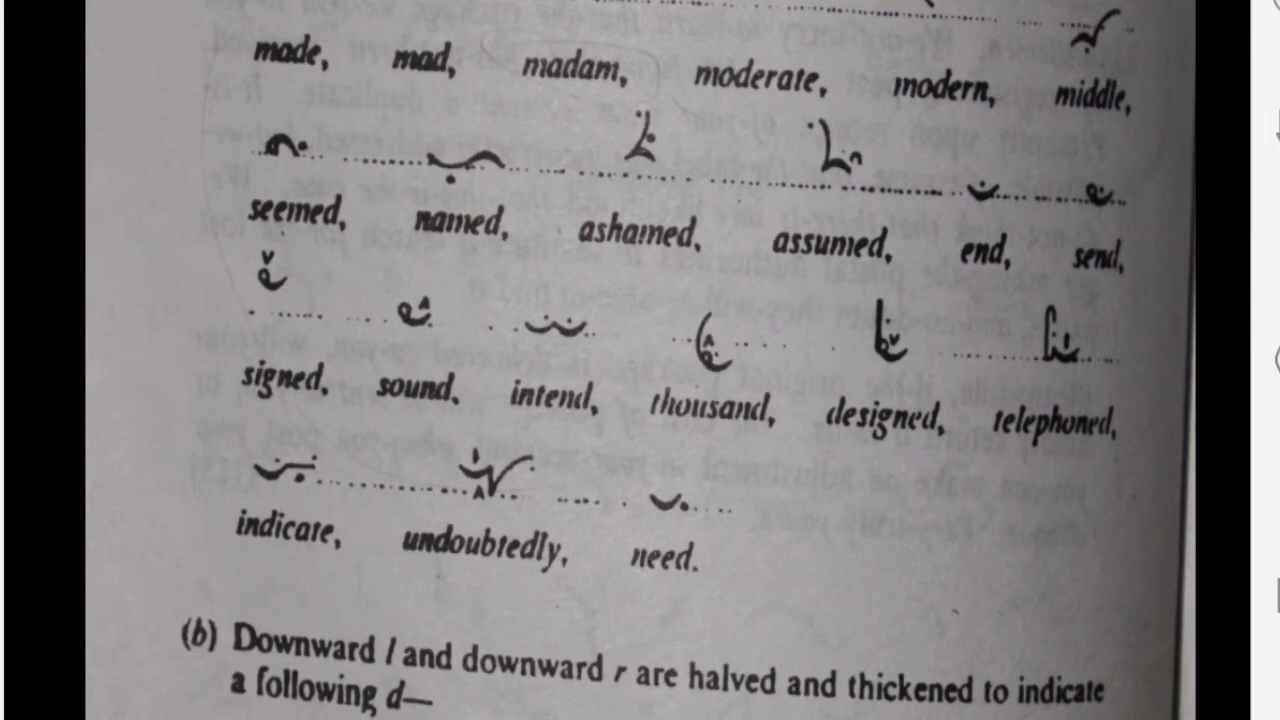 made, mad, madam, moderate, modern, middle,
seemed, named, ashamed, assumed, end, send,
signed, sound, intend, thousand, designed, telephoned,
indicate, undoubtedly, need.
(b) Downward l and downward r are halved and thickened to indicate
a following d—